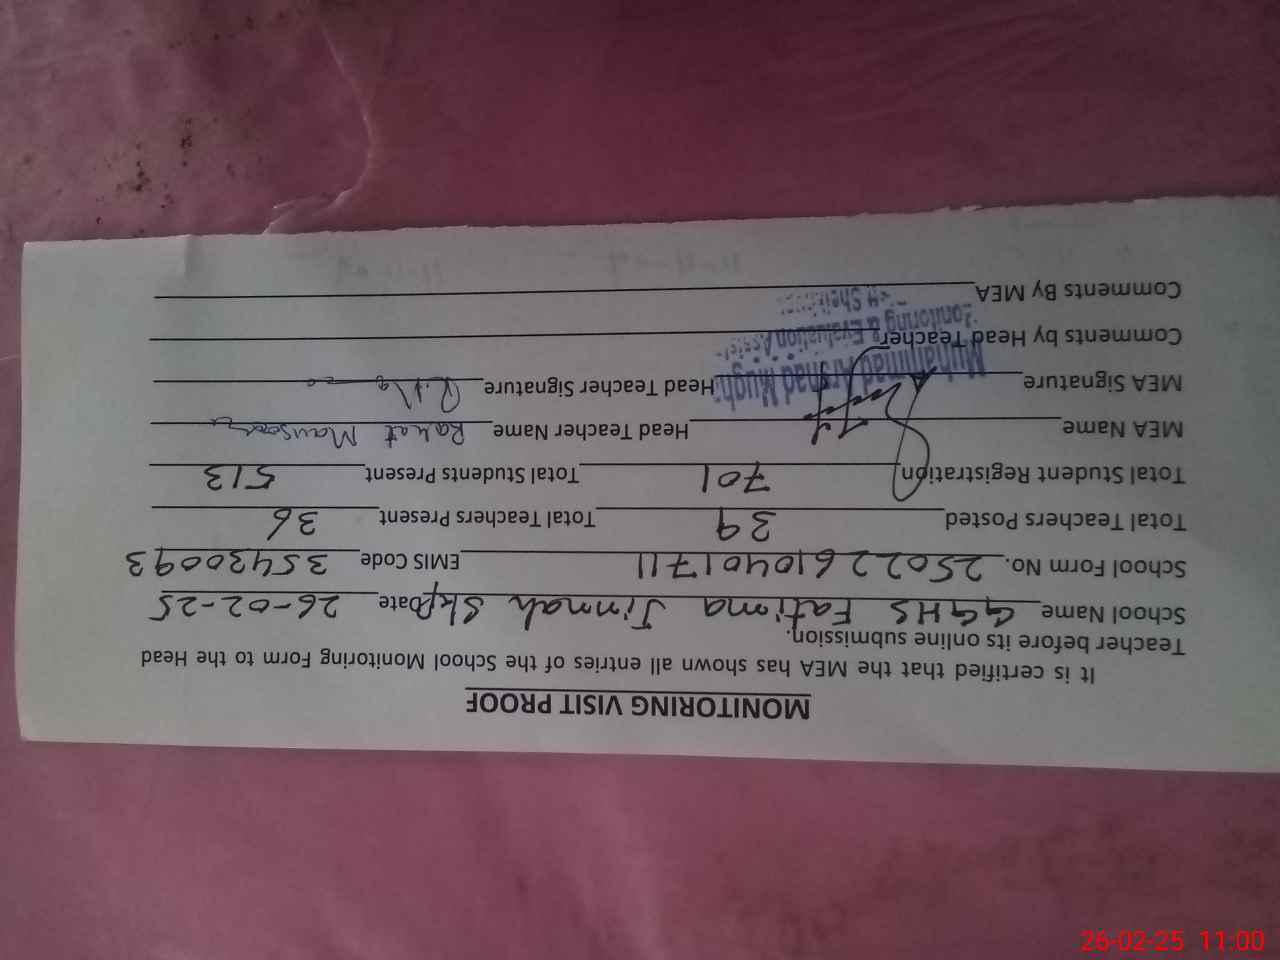 MONITORING VISIT PROOF
It is certified that the MEA has shown all entries of the School Monitoring Form to the Head
Teacher before its online submission.
School Name GGHS Fatima Jinnah Skp Date 26-02-25
School Form No. 25022610401711 EMIS Code 35430093
Total Teachers Posted 39 Total Teachers Present 36
Total Student Registration 701 Total Students Present 513
MEA Name Head Teacher Name Rahat Mansoor
MEA Signature Head Teacher Signature
Muhammad Arshad Mugh
Comments by Head Teacher
Monitoring & Evaluation Assist
Comments By MEA
26-02-25 11:00